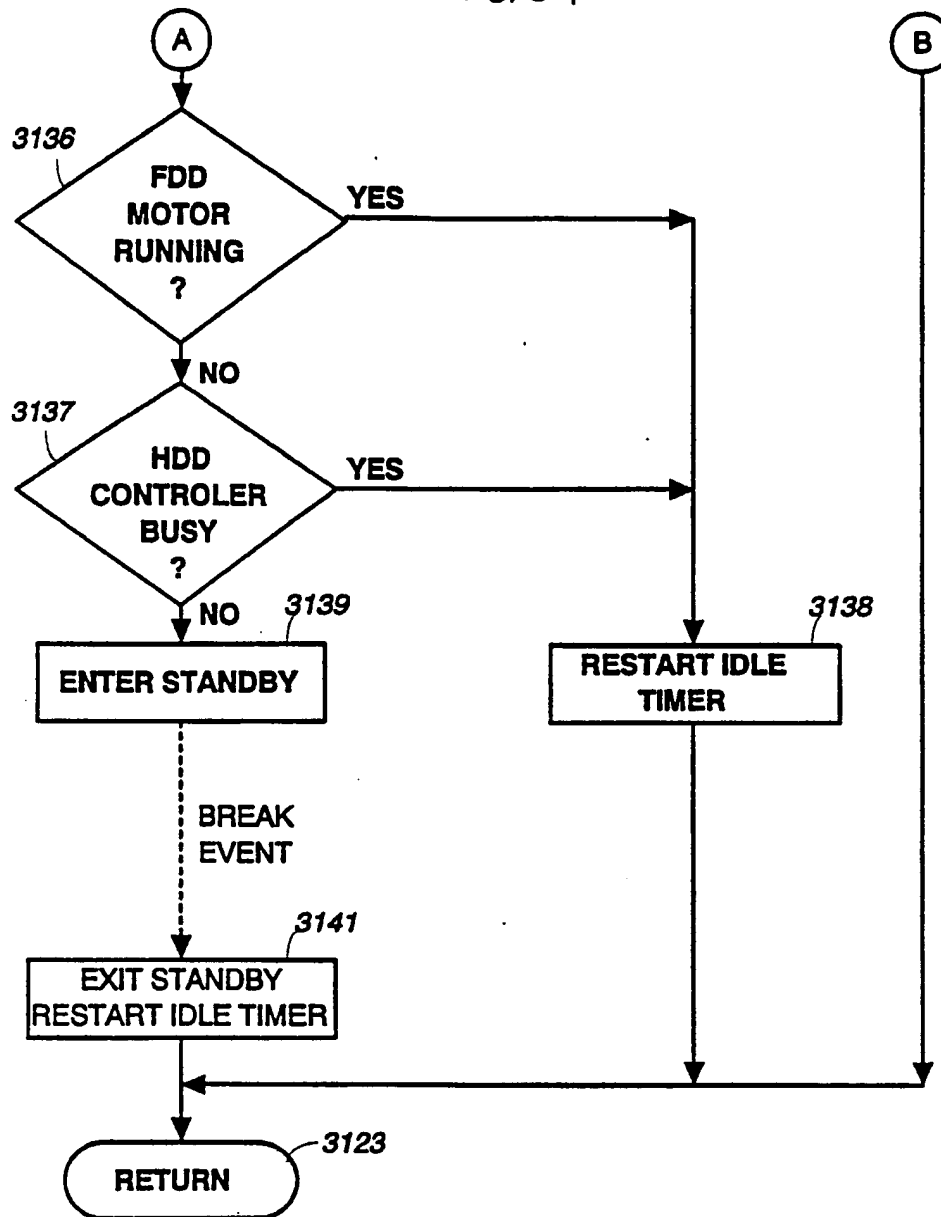 A
B
3136
FDD
MOTOR
RUNNING
?
YES
NO
3137
HDD
CONTROLER
BUSY
?
YES
NO
3139
ENTER STANDBY
3138
RESTART IDLE
TIMER
BREAK
EVENT
3141
EXIT STANDBY
RESTART IDLE TIMER
3123
RETURN